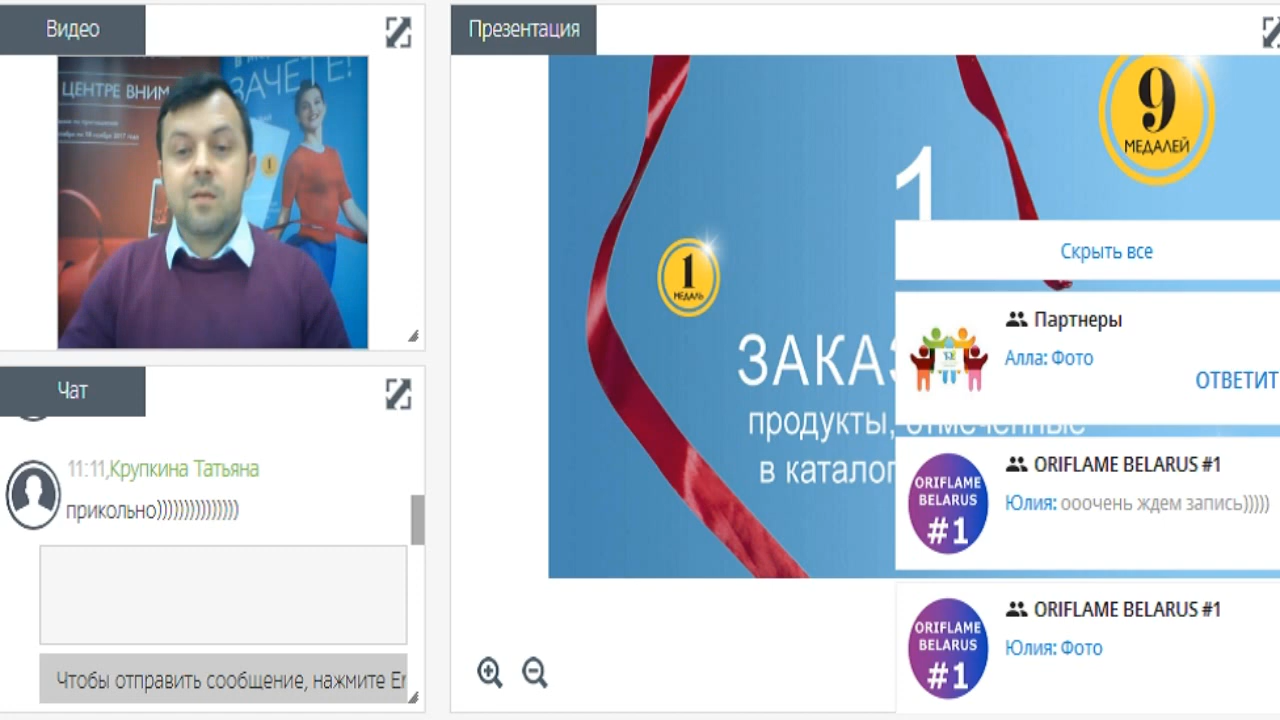 Видео
ЦЕНТРЕ ВНИМ
ЗАЧЕТЕ!
1
Чат
11:11,Крупкина Татьяна
прикольно)))))))))))))))
Чтобы отправить сообщение, нажмите En
Презентация
9
МЕДАЛЕЙ
1
1
МЕДАЛЬ
ЗАКАЗ
продукты, отмеченные
в каталог
Скрыть все
Партнеры
Алла: Фото
ОТВЕТИТ
ORIFLAME BELARUS #1
ORIFLAME
BELARUS
#1
Юлия: ооочень ждем запись)))))
ORIFLAME BELARUS #1
ORIFLAME
BELARUS
#1
Юлия: Фото